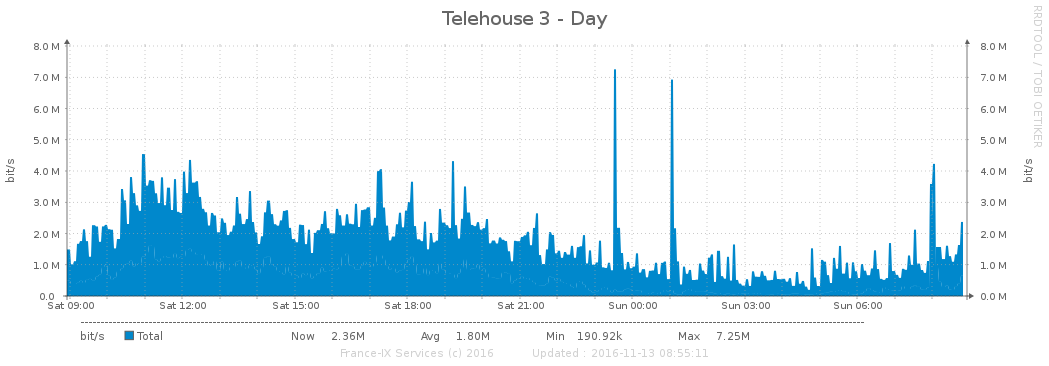 Telehouse 3 - Day
RRDTOOL / TOBI OETIKER
8.0 M 8.0 M
7.0 M 7.0 M
6.0 M 6.0 M
5.0 M 5.0 M
4.0 M 4.0 M
3.0 M 3.0 M
2.0 M 2.0 M
1.0 M 1.0 M
0.0 0.0 M
bit/s bit/s
Sat 09:00 Sat 12:00 Sat 15:00 Sat 18:00 Sat 21:00 Sun 00:00 Sun 03:00 Sun 06:00
bit/s Total Now 2.36M Avg 1.80M Min 190.92k Max 7.25M
France-IX Services (c) 2016 Updated : 2016-11-13 08:55:11